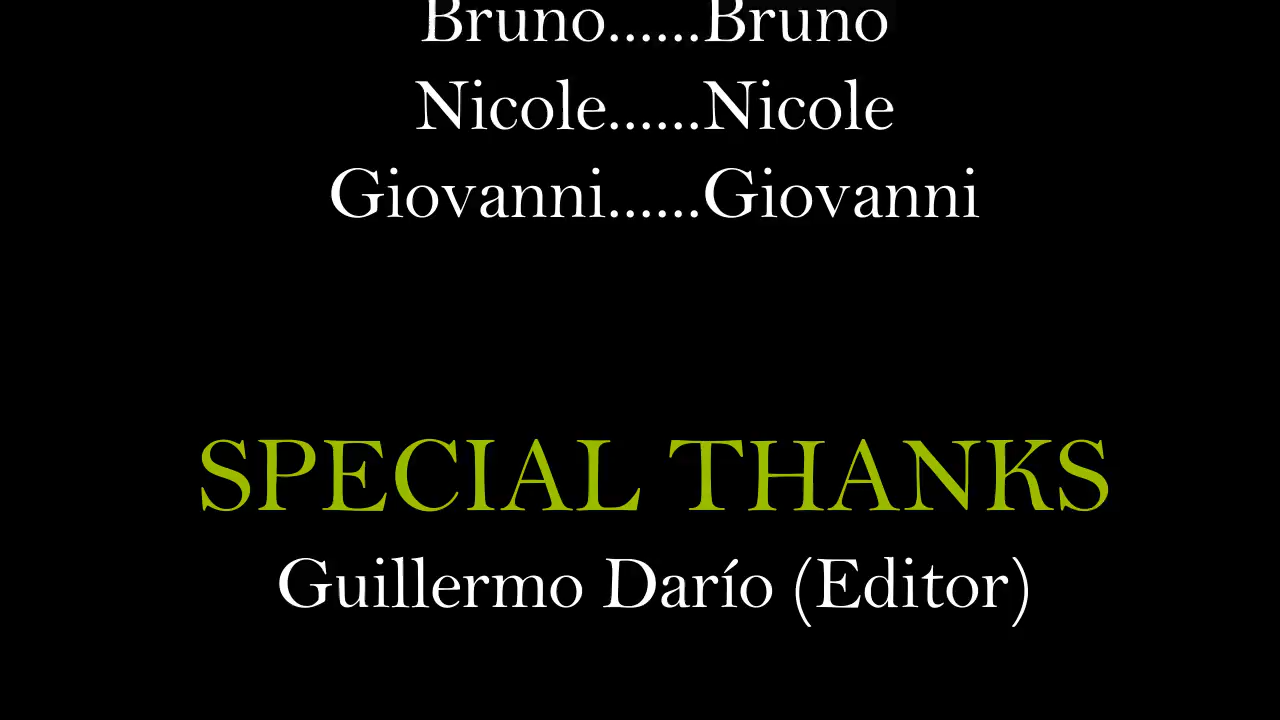 Bruno......Bruno
Nicole......Nicole
Giovanni......Giovanni
SPECIAL THANKS
Guillermo Darío (Editor)